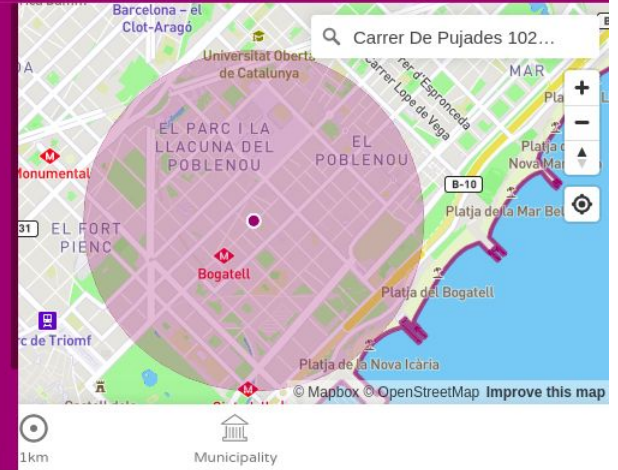 Barcelona – el
Clot-Aragó
Carrer De Pujades 102…
Universitat Oberta
de Catalunya
Carrer Lope de Vega
rer d'Espronceda
MAR
EL PARC I LA
LLACUNA DEL
POBLENOU
EL
POBLENOU
Monumental
B-10
Platja de la Mar Bel
31
EL FORT
PIENC
Bogatell
Platja del Bogatell
rc de Triomf
Platja de la Nova Icària
© Mapbox © OpenStreetMap Improve this map
1km
Municipality